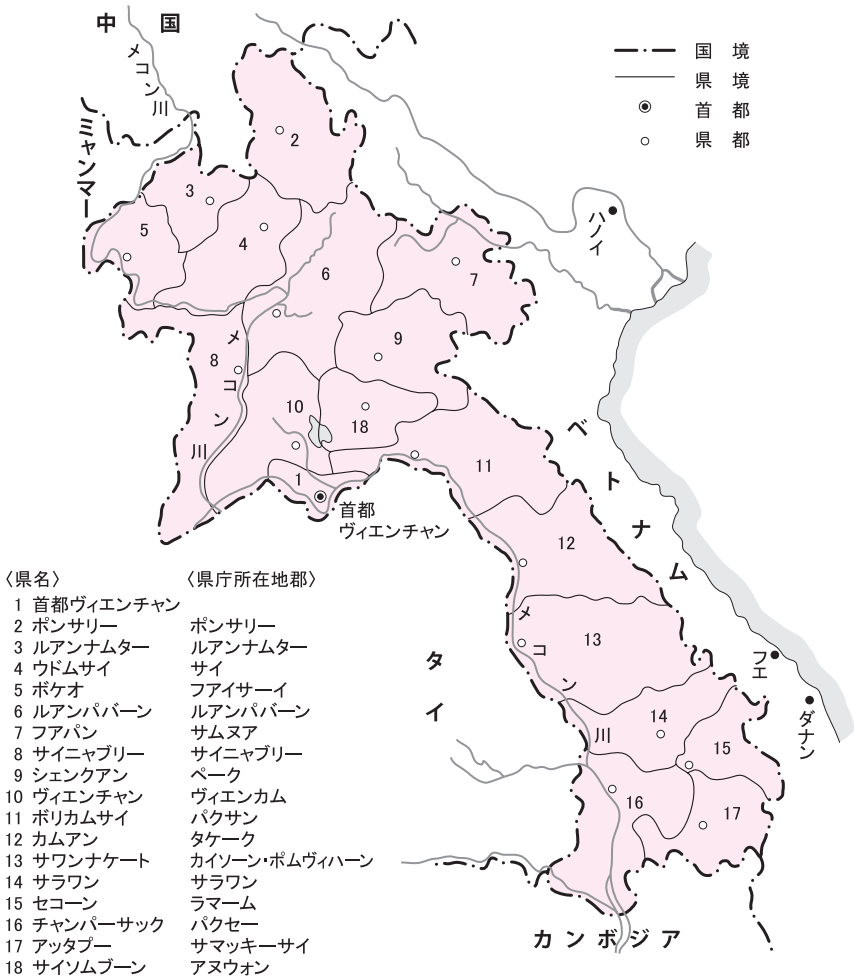 中国
メコン川
ミャンマー
国境
県境
首都
県都
2
3
5
4
6
7
ハノイ
9
8
メコン川
10
18
11
1
首都
ヴィエンチャン
ベトナム
12
メコン川
13
タイ
フエ
ダナン
14
15
16
17
カンボジア
〈県名〉 〈県庁所在地郡〉
1 首都ヴィエンチャン
2 ポンサリー ポンサリー
3 ルアンナムター ルアンナムター
4 ウドムサイ サイ
5 ボケオ フアイサーイ
6 ルアンパバーン ルアンパバーン
7 フアパン サムヌア
8 サイニャブリー サイニャブリー
9 シェンクアン ペーク
10 ヴィエンチャン ヴィエンカム
11 ボリカムサイ パクサン
12 カムアン タケーク
13 サワンナケート カイソーン・ポムヴィハーン
14 サラワン サラワン
15 セコーン ラマーム
16 チャンパーサック パクセー
17 アッタプー サマッキーサイ
18 サイソムブーン アヌウォン